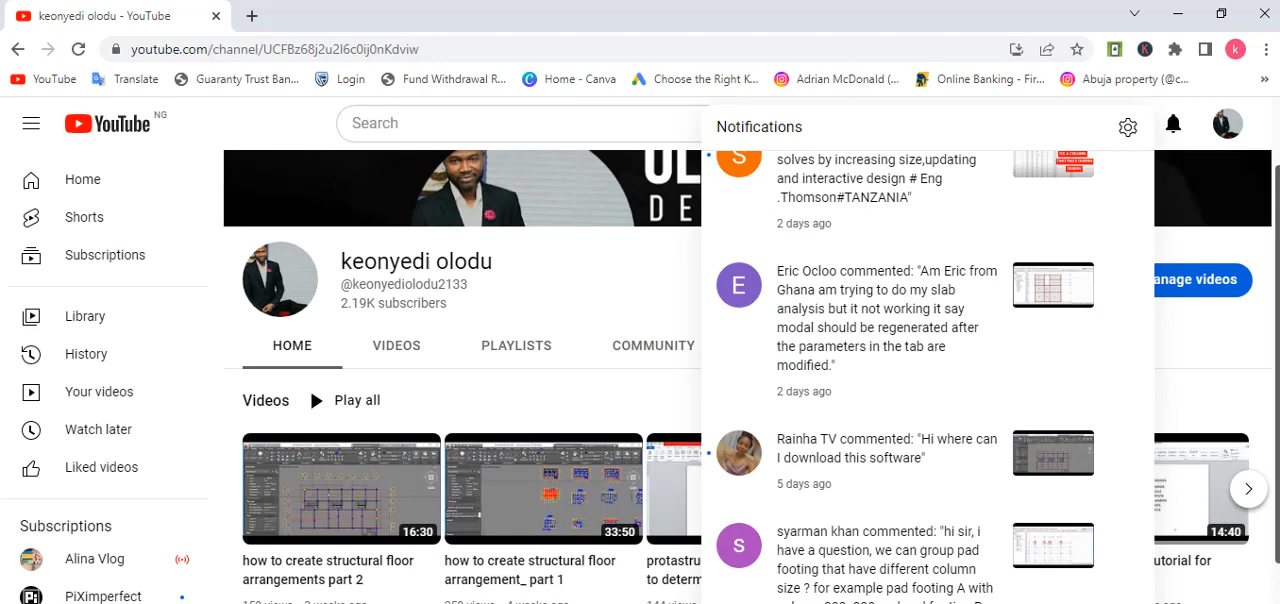 keonyedi olodu - YouTube
youtube.com/channel/UCFBz68j2u2I6c0ij0nKdviw
YouTube
Translate
Guaranty Trust Ban...
Login
Fund Withdrawal R...
Home - Canva
Choose the Right K...
Adrian McDonald (...
Online Banking - Fir...
Abuja property (@c...
YouTube NG
Search
Notifications
Home
Shorts
Subscriptions
Library
History
Your videos
Watch later
Liked videos
Subscriptions
Alina Vlog
PiXimperfect
DE
keonyedi olodu
@keonyediolodu2133
2.19K subscribers
HOME
VIDEOS
PLAYLISTS
COMMUNITY
anage videos
Videos
Play all
16:30
33:50
14:40
how to create structural floor
arrangements part 2
how to create structural floor
arrangement_ part 1
protastru
to determ
torial for
S
solves by increasing size,updating
and interactive design # Eng
.Thomson#TANZANIA"
2 days ago
E
Eric Ocloo commented: "Am Eric from
Ghana am trying to do my slab
analysis but it not working it say
modal should be regenerated after
the parameters in the tab are
modified."
2 days ago
Rainha TV commented: "Hi where can
I download this software"
5 days ago
S
syarman khan commented: "hi sir, i
have a question, we can group pad
footing that have different column
size ? for example pad footing A with